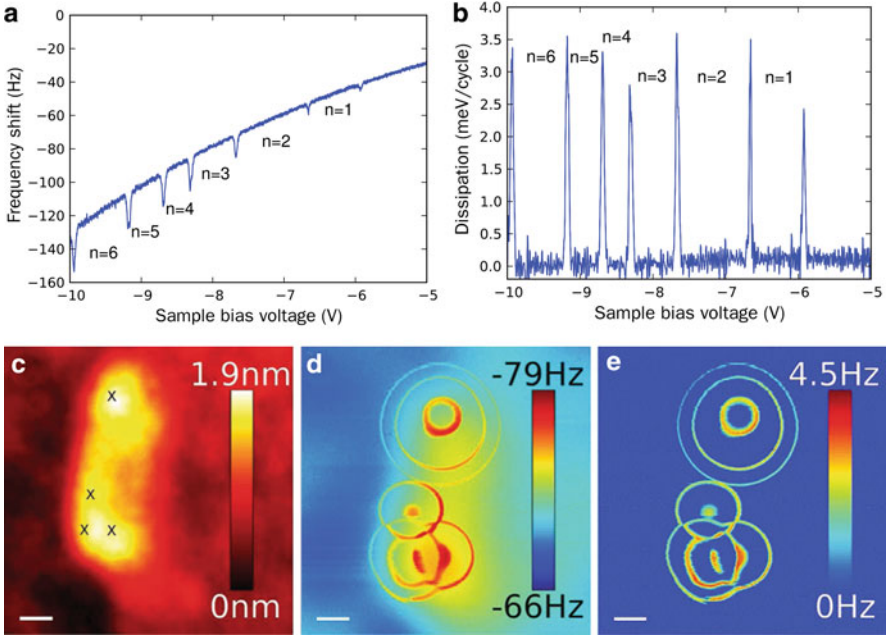 a
Frequency shift (Hz)
0
−20
−40
−60
−80
−100
−120
−140
−160
n=1
n=2
n=3
n=4
n=5
n=6
−10 −9 −8 −7 −6 −5
Sample bias voltage (V)
b
Dissipation (meV/cycle)
4.0
3.5
3.0
2.5
2.0
1.5
1.0
0.5
0.0
n=4
n=6 n=5
n=3 n=2 n=1
−10 −9 −8 −7 −6 −5
Sample bias voltage (V)
c
1.9nm
x
x
x x
0nm
d
-79Hz
-66Hz
e
4.5Hz
0Hz